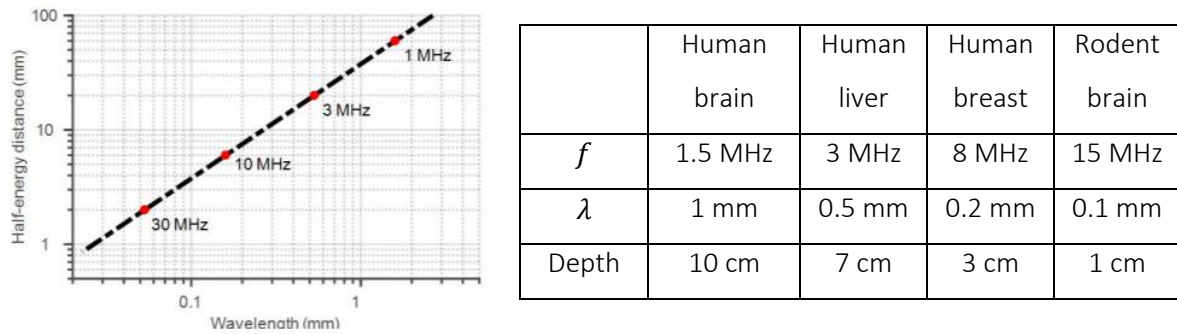 100
10
1
Half-energy distance (mm)
1 MHz
3 MHz
10 MHz
30 MHz
0.1
1
Wavelength (mm)
Human brain
Human liver
Human breast
Rodent brain
f
1.5 MHz
3 MHz
8 MHz
15 MHz
λ
1 mm
0.5 mm
0.2 mm
0.1 mm
Depth
10 cm
7 cm
3 cm
1 cm